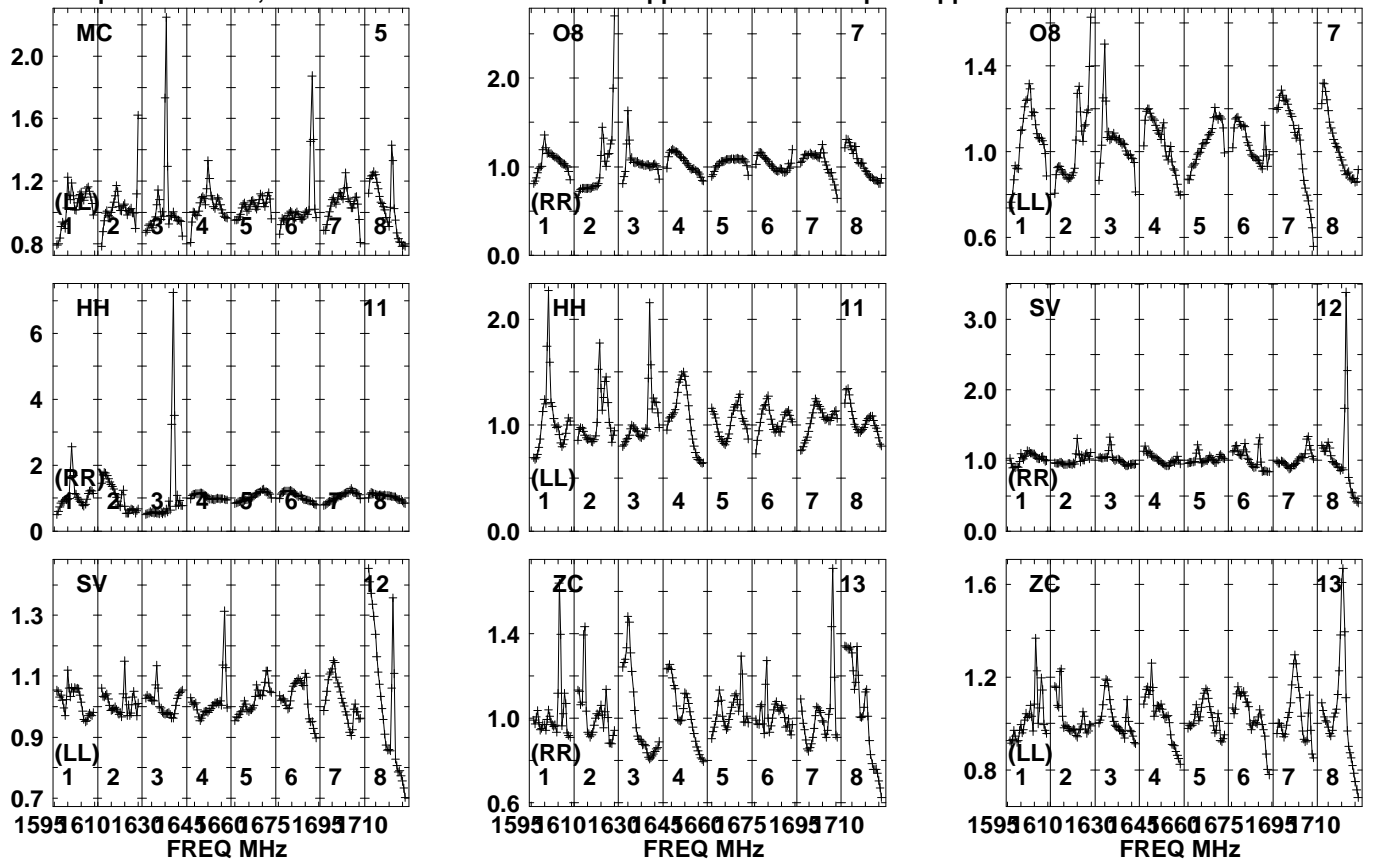 MC 5
2.0
1.6
1.2
0.8
(LL)
1 2 3 4 5 6 7 8
O8 7
2.0
1.0
0.0
(RR)
1 2 3 4 5 6 7 8
O8 7
1.4
1.0
0.6
(LL)
1 2 3 4 5 6 7 8
HH 11
6
4
2
0
(RR)
1 2 3 4 5 6 7 8
HH 11
2.0
1.0
0.0
(LL)
1 2 3 4 5 6 7 8
SV 12
3.0
2.0
1.0
0.0
(RR)
1 2 3 4 5 6 7 8
SV 12
1.3
1.1
0.9
0.7
(LL)
1 2 3 4 5 6 7 8
1595 1610 1630 1645 1660 1675 1695 1710
FREQ MHz
ZC 13
1.4
1.0
0.6
(RR)
1 2 3 4 5 6 7 8
1595 1610 1630 1645 1660 1675 1695 1710
FREQ MHz
ZC 13
1.6
1.2
0.8
(LL)
1 2 3 4 5 6 7 8
1595 1610 1630 1645 1660 1675 1695 1710
FREQ MHz